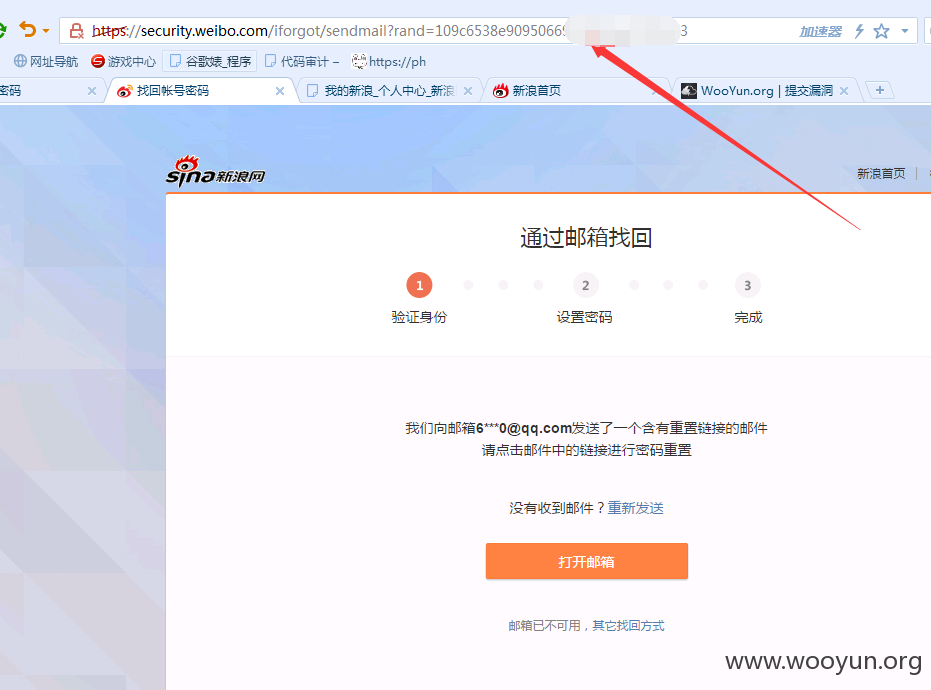 https://security.weibo.com/iforgot/sendmail?rand=109c6538e9095066 3 加速器
网址导航 游戏中心 谷歌婊_程序 代码审计 – https://ph
密码 找回帐号密码 我的新浪_个人中心_新浪 新浪首页 WooYun.org | 提交漏洞
sina新浪网 新浪首页
通过邮箱找回
1 2 3
验证身份 设置密码 完成
我们向邮箱6***0@qq.com发送了一个含有重置链接的邮件
请点击邮件中的链接进行密码重置
没有收到邮件？重新发送
打开邮箱
邮箱已不可用，其它找回方式
www.wooyun.org